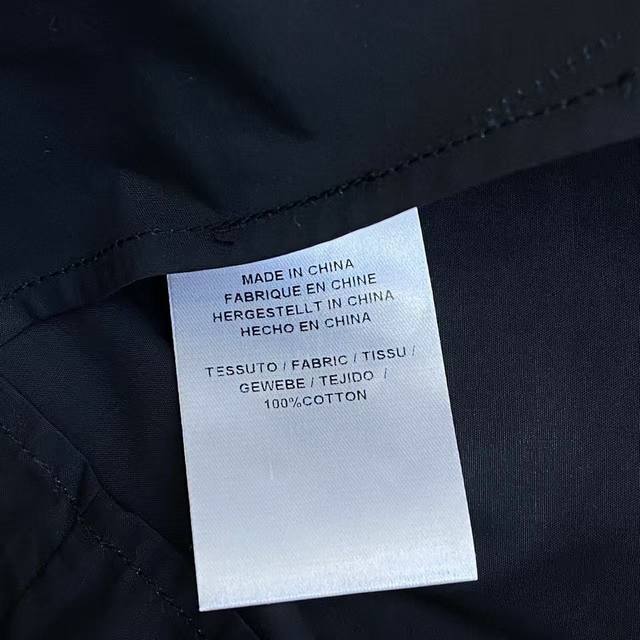 MADE IN CHINA
FABRIQUE EN CHINE
HERGESTELLT IN CHINA
HECHO EN CHINA
TESSUTO / FABRIC / TISSU /
GEWEBE / TEJIDO /
100%COTTON